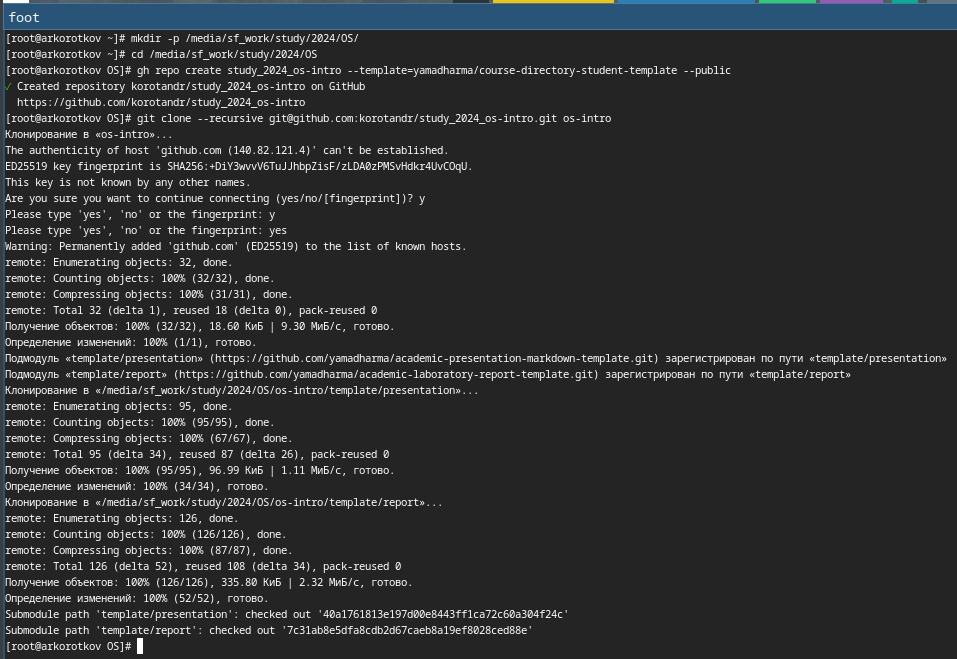 foot
[root@arkorotkov ~]# mkdir -p /media/sf_work/study/2024/OS/
[root@arkorotkov ~]# cd /media/sf_work/study/2024/OS
[root@arkorotkov OS]# gh repo create study_2024_os-intro --template=yamadharma/course-directory-student-template --public
✓ Created repository korotandr/study_2024_os-intro on GitHub
https://github.com/korotandr/study_2024_os-intro
[root@arkorotkov OS]# git clone --recursive git@github.com:korotandr/study_2024_os-intro.git os-intro
Клонирование в «os-intro»...
The authenticity of host 'github.com (140.82.121.4)' can't be established.
ED25519 key fingerprint is SHA256:+DiY3wvvV6TuJJhbpZisF/zLDA0zPMSvHdkr4UvCOqU.
This key is not known by any other names.
Are you sure you want to continue connecting (yes/no/[fingerprint])? y
Please type 'yes', 'no' or the fingerprint: y
Please type 'yes', 'no' or the fingerprint: yes
Warning: Permanently added 'github.com' (ED25519) to the list of known hosts.
remote: Enumerating objects: 32, done.
remote: Counting objects: 100% (32/32), done.
remote: Compressing objects: 100% (31/31), done.
remote: Total 32 (delta 1), reused 18 (delta 0), pack-reused 0
Получение объектов: 100% (32/32), 18.60 КиБ | 9.30 МиБ/с, готово.
Определение изменений: 100% (1/1), готово.
Подмодуль «template/presentation» (https://github.com/yamadharma/academic-presentation-markdown-template.git) зарегистрирован по пути «template/presentation»
Подмодуль «template/report» (https://github.com/yamadharma/academic-laboratory-report-template.git) зарегистрирован по пути «template/report»
Клонирование в «/media/sf_work/study/2024/OS/os-intro/template/presentation»...
remote: Enumerating objects: 95, done.
remote: Counting objects: 100% (95/95), done.
remote: Compressing objects: 100% (67/67), done.
remote: Total 95 (delta 34), reused 87 (delta 26), pack-reused 0
Получение объектов: 100% (95/95), 96.99 КиБ | 1.11 МиБ/с, готово.
Определение изменений: 100% (34/34), готово.
Клонирование в «/media/sf_work/study/2024/OS/os-intro/template/report»...
remote: Enumerating objects: 126, done.
remote: Counting objects: 100% (126/126), done.
remote: Compressing objects: 100% (87/87), done.
remote: Total 126 (delta 52), reused 108 (delta 34), pack-reused 0
Получение объектов: 100% (126/126), 335.80 КиБ | 2.32 МиБ/с, готово.
Определение изменений: 100% (52/52), готово.
Submodule path 'template/presentation': checked out '40a1761813e197d00e8443ff1ca72c60a304f24c'
Submodule path 'template/report': checked out '7c31ab8e5dfa8cdb2d67caeb8a19ef8028ced88e'
[root@arkorotkov OS]#